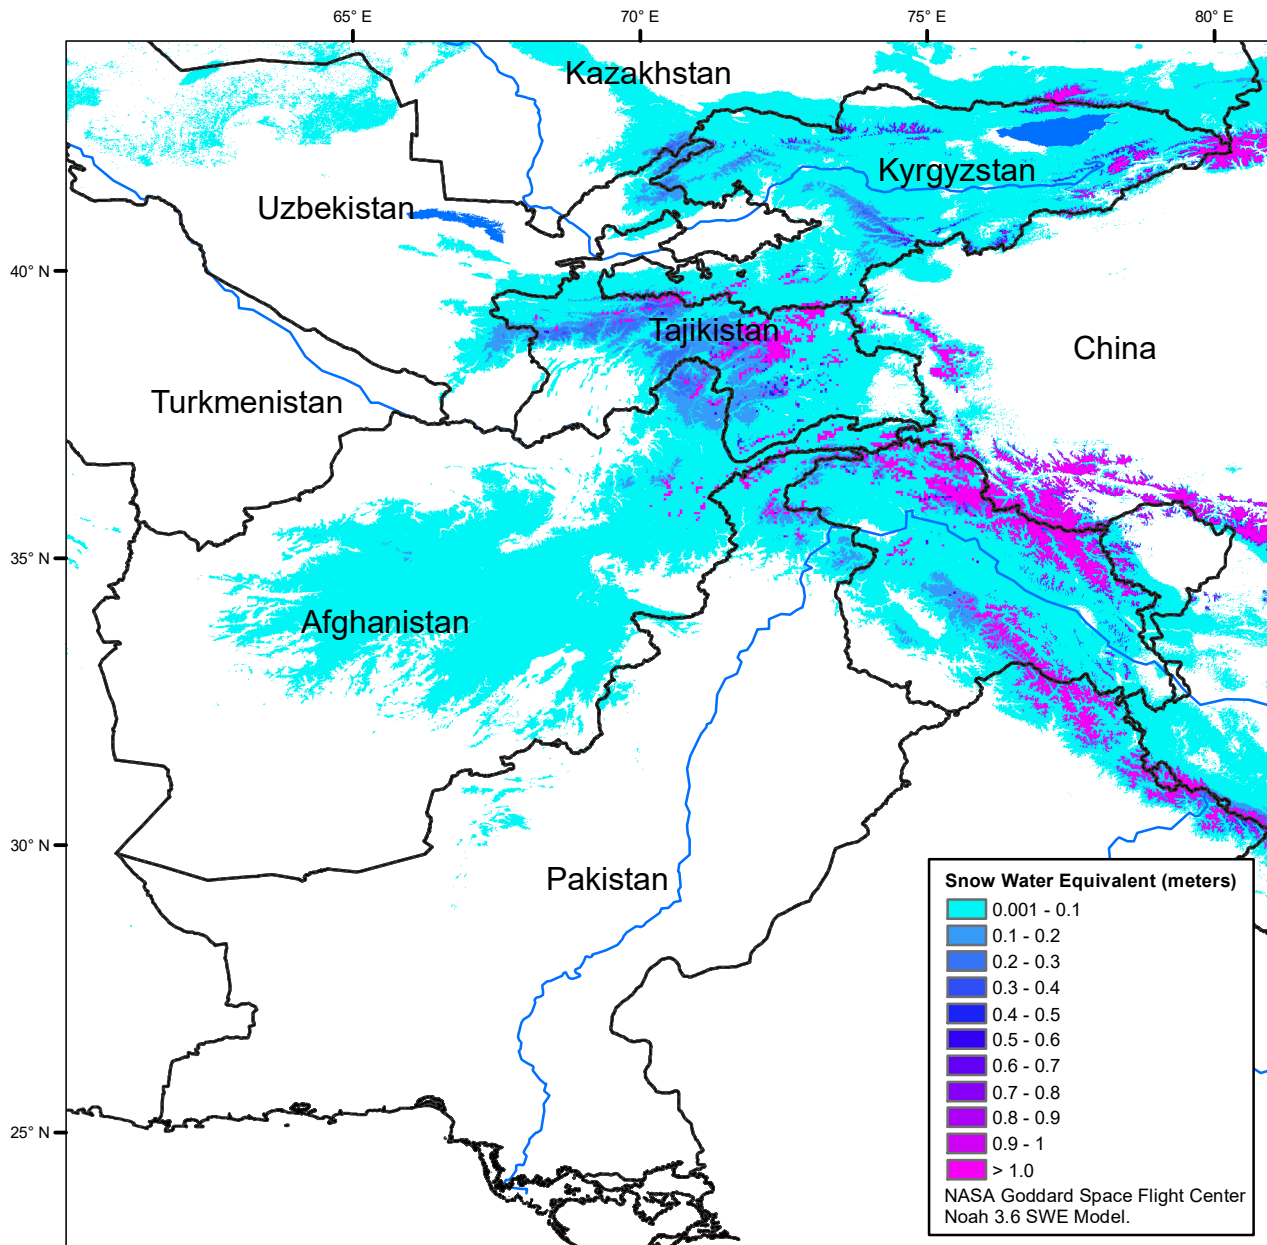 65° E
70° E
75° E
80° E
Kazakhstan
Kyrgyzstan
Uzbekistan
40° N
Tajikistan
China
Turkmenistan
35° N
Afghanistan
30° N
Pakistan
25° N
Snow Water Equivalent (meters)
0.001 - 0.1
0.1 - 0.2
0.2 - 0.3
0.3 - 0.4
0.4 - 0.5
0.5 - 0.6
0.6 - 0.7
0.7 - 0.8
0.8 - 0.9
0.9 - 1
> 1.0
NASA Goddard Space Flight Center
Noah 3.6 SWE Model.